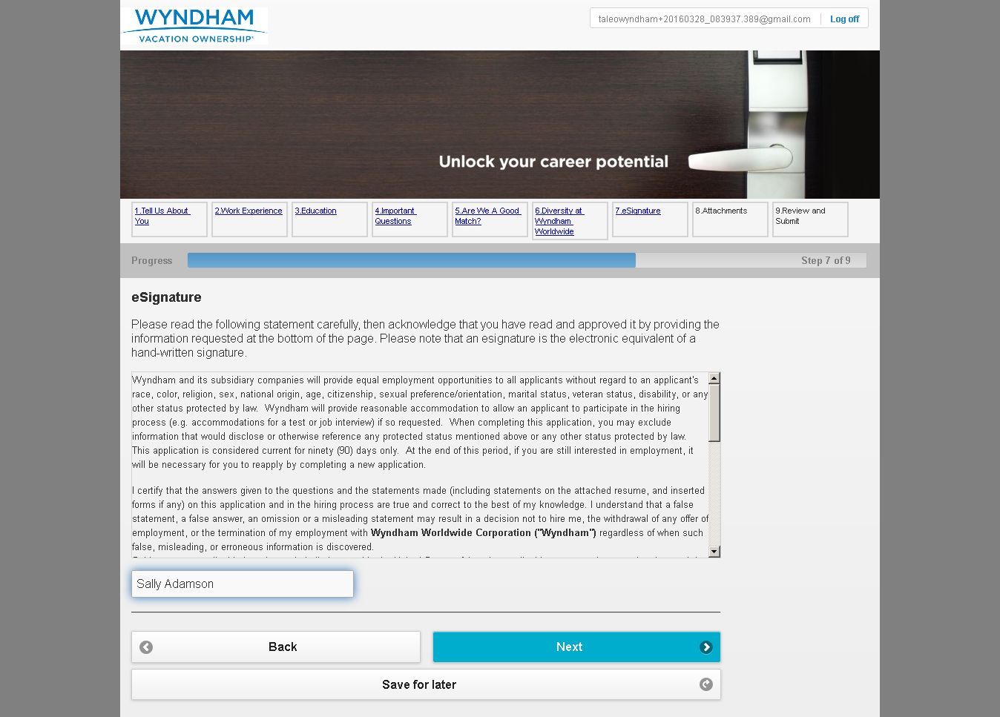 WYNDHAM
VACATION OWNERSHIP®
taleowyndham+20160328_083937.389@gmail.com
Log off
Unlock your career potential
1.Tell Us About
You
2.Work Experience
3.Education
4.Important
Questions
5.Are We A Good
Match?
6.Diversity at
Wyndham
Worldwide
7.eSignature
8.Attachments
9.Review and
Submit
Progress
Step 7 of 9
eSignature
Please read the following statement carefully, then acknowledge that you have read and approved it by providing the
information requested at the bottom of the page. Please note that an esignature is the electronic equivalent of a
hand-written signature.
Wyndham and its subsidiary companies will provide equal employment opportunities to all applicants without regard to an applicant's
race, color, religion, sex, national origin, age, citizenship, sexual preference/orientation, marital status, veteran status, disability, or any
other status protected by law.  Wyndham will provide reasonable accommodation to allow an applicant to participate in the hiring
process (e.g. accommodations for a test or job interview) if so requested.  When completing this application, you may exclude
information that would disclose or otherwise reference any protected status mentioned above or any other status protected by law.
This application is considered current for ninety (90) days only.  At the end of this period, if you are still interested in employment, it
will be necessary for you to reapply by completing a new application.
I certify that the answers given to the questions and the statements made (including statements on the attached resume, and inserted
forms if any) on this application and in the hiring process are true and correct to the best of my knowledge. I understand that a false
statement, a false answer, an omission or a misleading statement may result in a decision not to hire me, the withdrawal of any offer of
employment, or the termination of my employment with Wyndham Worldwide Corporation ("Wyndham") regardless of when such
false, misleading, or erroneous information is discovered.
Sally Adamson
Back
Next
Save for later